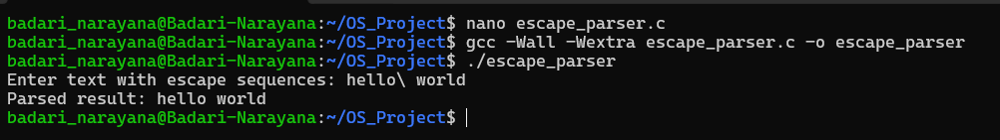 badari_narayana@Badari-Narayana:~/OS_Project$ nano escape_parser.c
badari_narayana@Badari-Narayana:~/OS_Project$ gcc -Wall -Wextra escape_parser.c -o escape_parser
badari_narayana@Badari-Narayana:~/OS_Project$ ./escape_parser
Enter text with escape sequences: hello\ world
Parsed result: hello world
badari_narayana@Badari-Narayana:~/OS_Project$